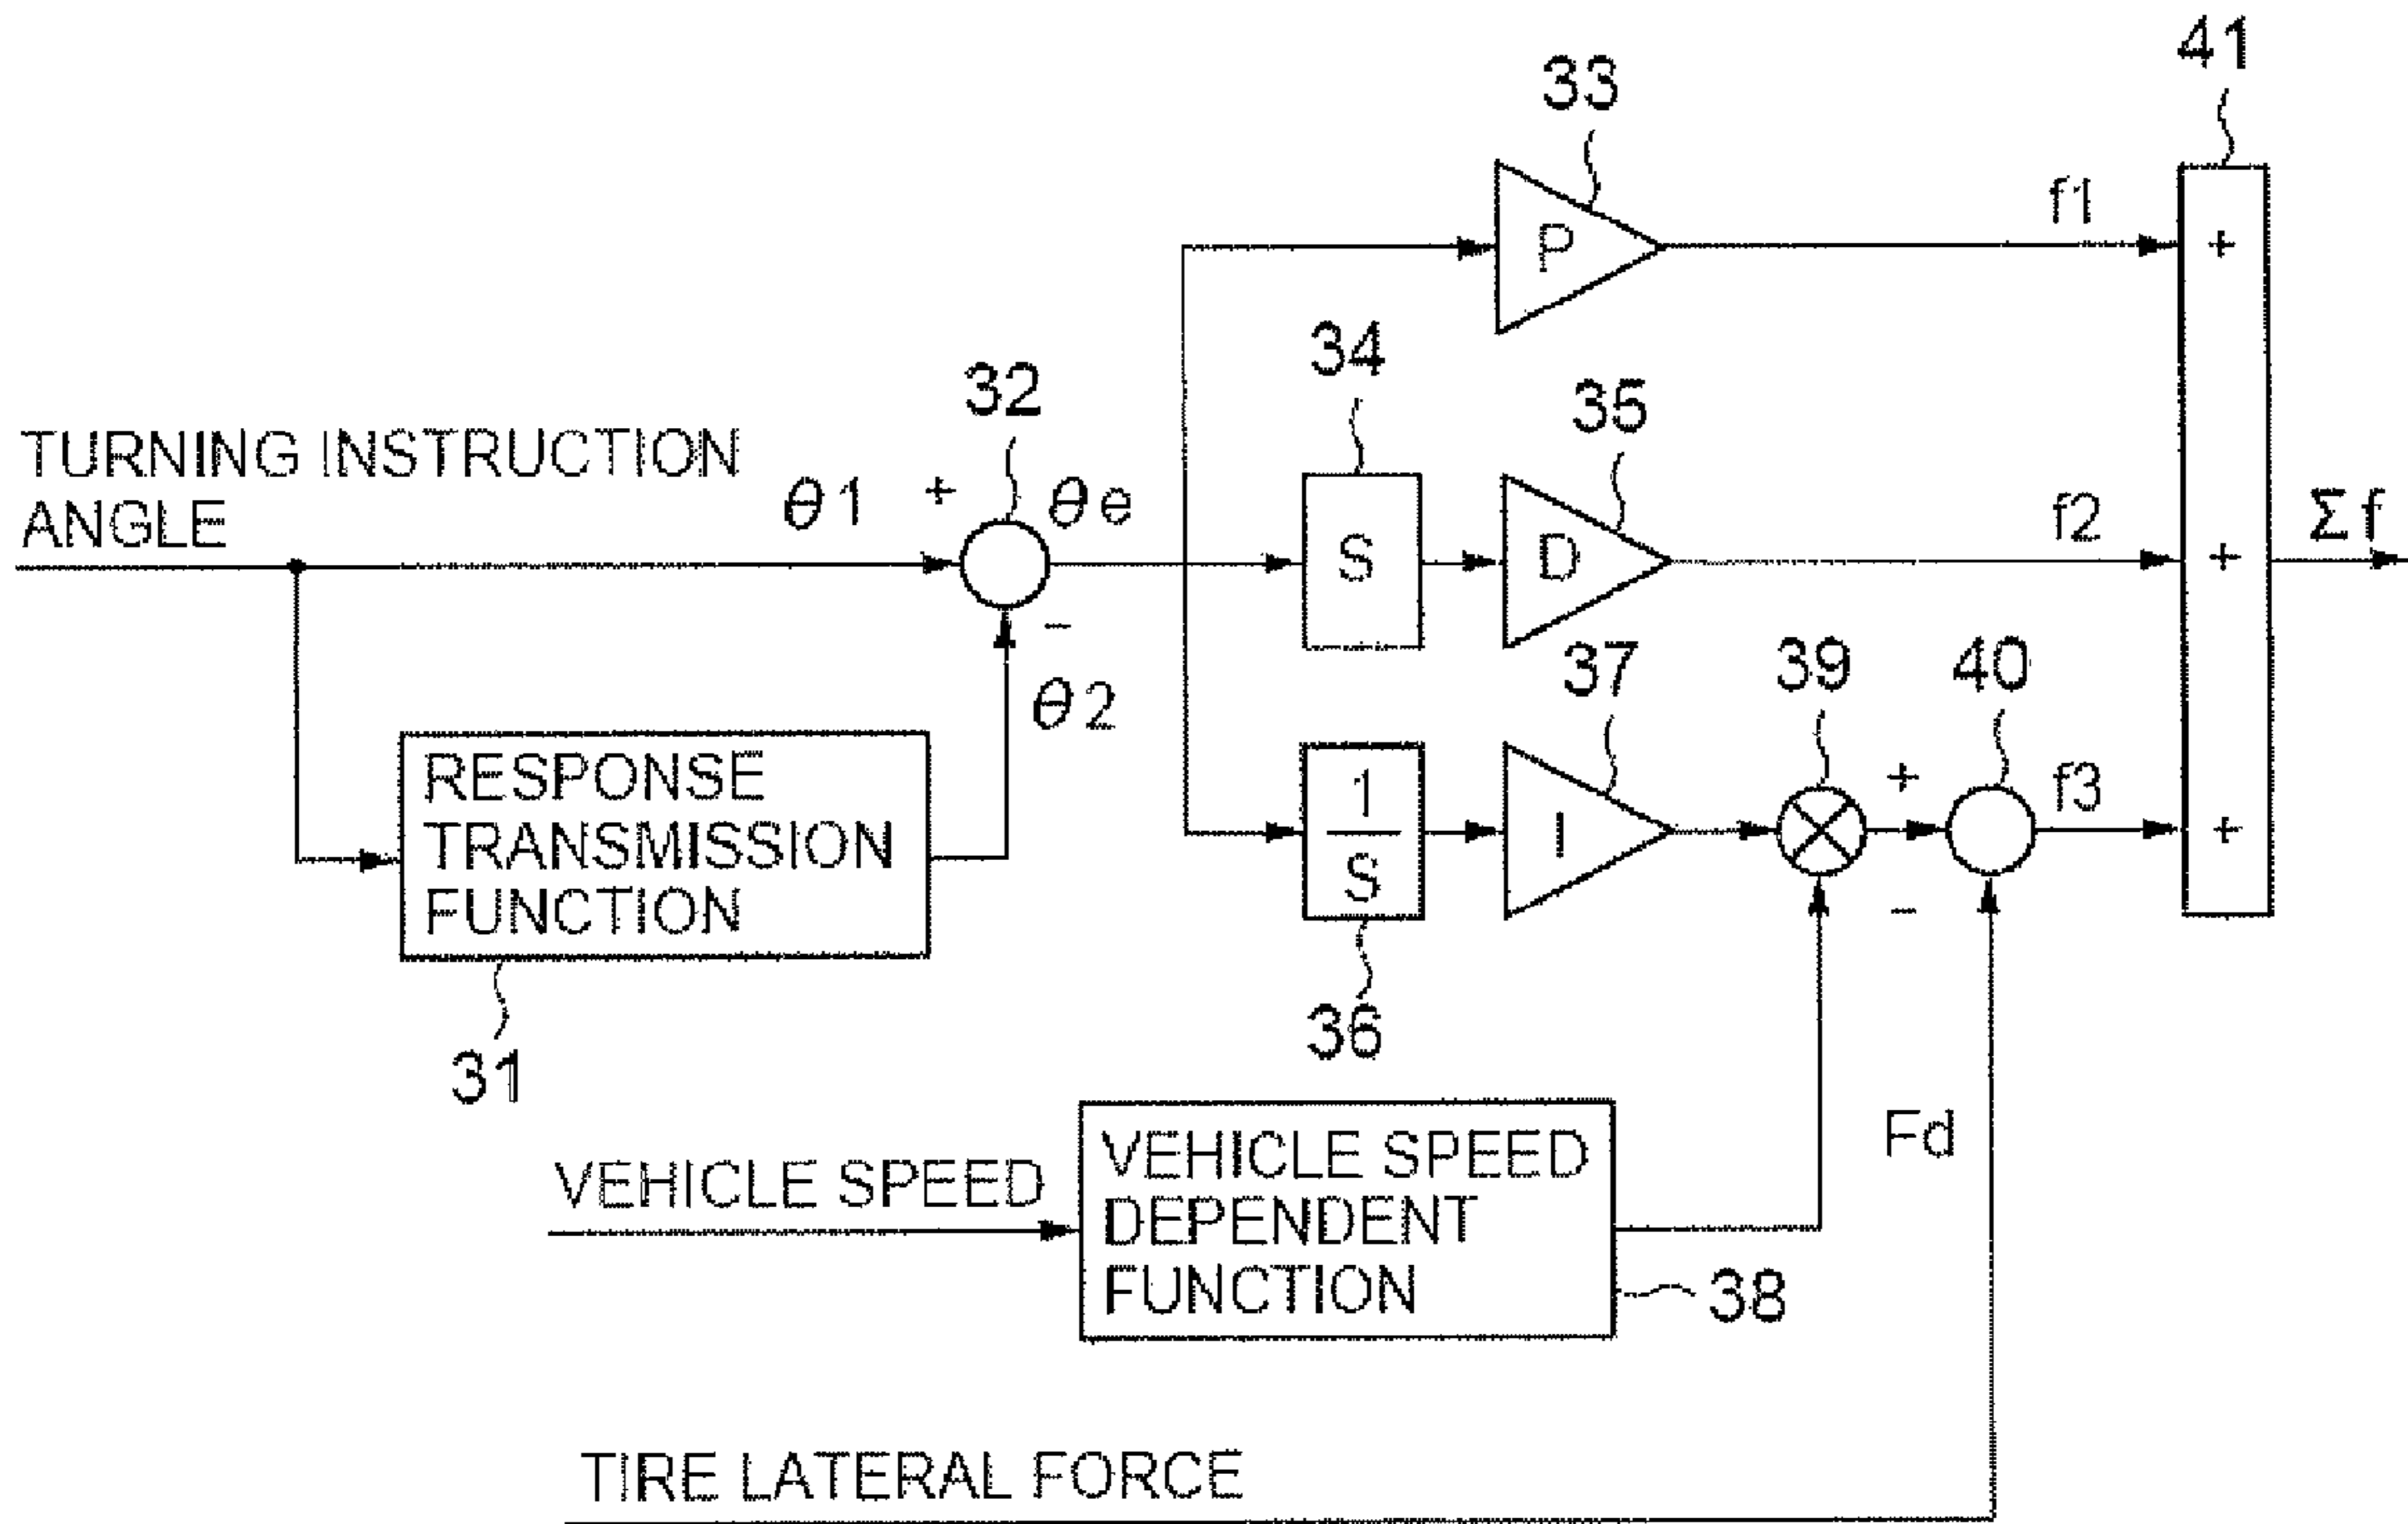 41
33
f1
P
+
34
35
32
TURNING INSTRUCTION
ANGLE
θ1
+
θe
S
D
f2
+
Σf
−
θ2
37
39
40
RESPONSE
TRANSMISSION
FUNCTION
1
S
I
+
−
f3
+
31
36
VEHICLE SPEED
VEHICLE SPEED
DEPENDENT
FUNCTION
38
Fd
TIRE LATERAL FORCE